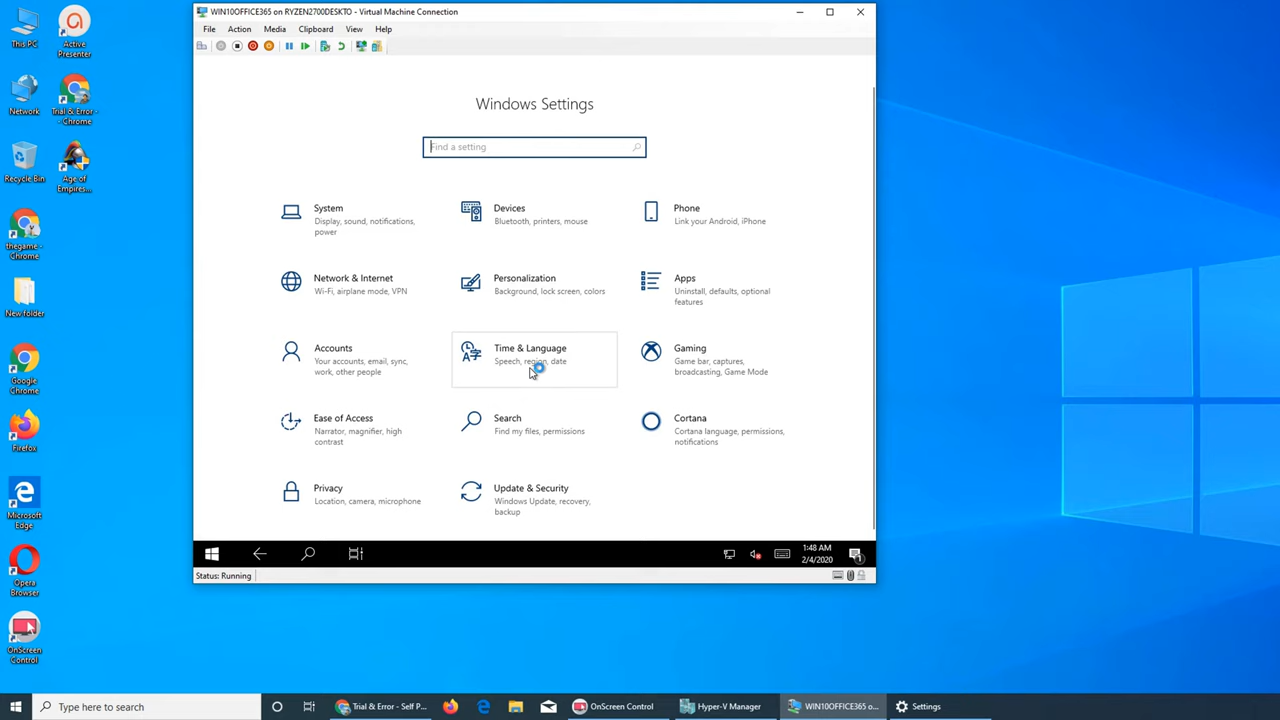 This PC
Active
Presenter
Network
Trial & Error -
- Chrome
Recycle Bin
Age of
Empires...
thegame -
Chrome
New folder
Google
Chrome
Firefox
Microsoft
Edge
Opera
Browser
OnScreen
Control
WIN10OFFICE365 on RYZEN2700DESKTO - Virtual Machine Connection
File Action Media Clipboard View Help
Windows Settings
Find a setting
System
Display, sound, notifications,
power
Devices
Bluetooth, printers, mouse
Phone
Link your Android, iPhone
Network & Internet
Wi-Fi, airplane mode, VPN
Personalization
Background, lock screen, colors
Apps
Uninstall, defaults, optional
features
Accounts
Your accounts, email, sync,
work, other people
Time & Language
Speech, region, date
Gaming
Game bar, captures,
broadcasting, Game Mode
Ease of Access
Narrator, magnifier, high
contrast
Search
Find my files, permissions
Cortana
Cortana language, permissions,
notifications
Privacy
Location, camera, microphone
Update & Security
Windows Update, recovery,
backup
1:48 AM
2/4/2020
1
Status: Running
Type here to search
Trial & Error - Self P...
OnScreen Control
Hyper-V Manager
WIN10OFFICE365 o...
Settings